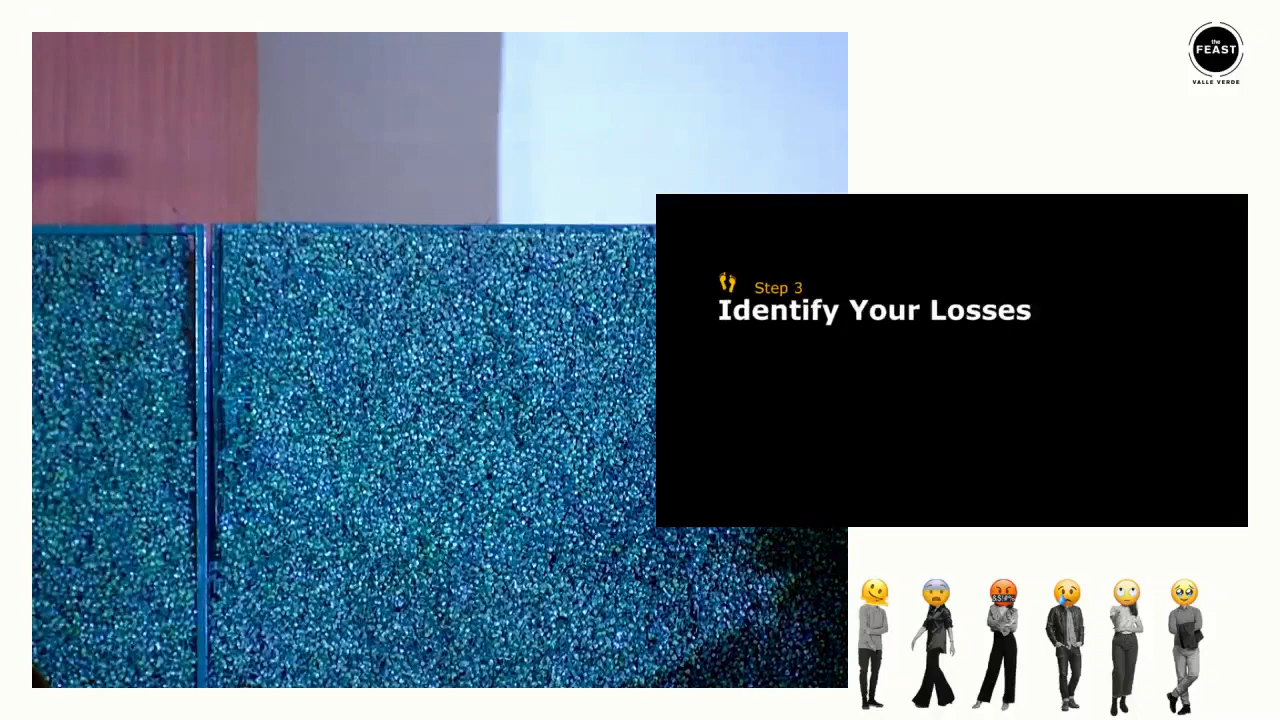 the
FEAST
VALLE VERDE
Step 3
Identify Your Losses
&$!#%